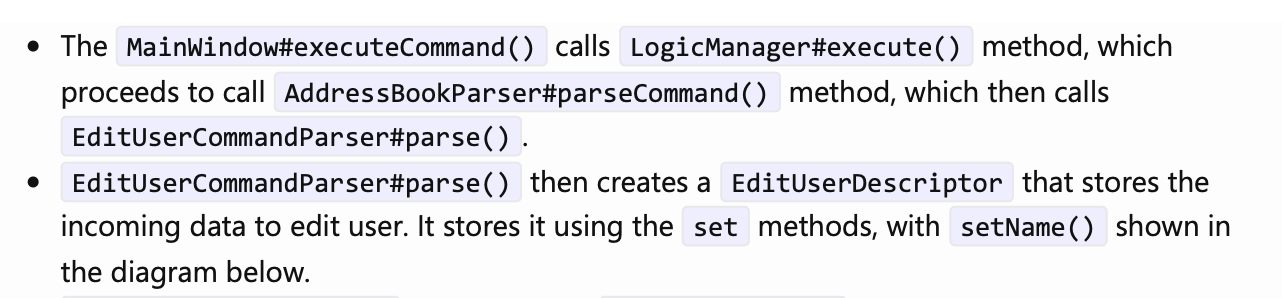 • The MainWindow#executeCommand() calls LogicManager#execute() method, which
proceeds to call AddressBookParser#parseCommand() method, which then calls
EditUserCommandParser#parse().
• EditUserCommandParser#parse() then creates a EditUserDescriptor that stores the
incoming data to edit user. It stores it using the set methods, with setName() shown in
the diagram below.